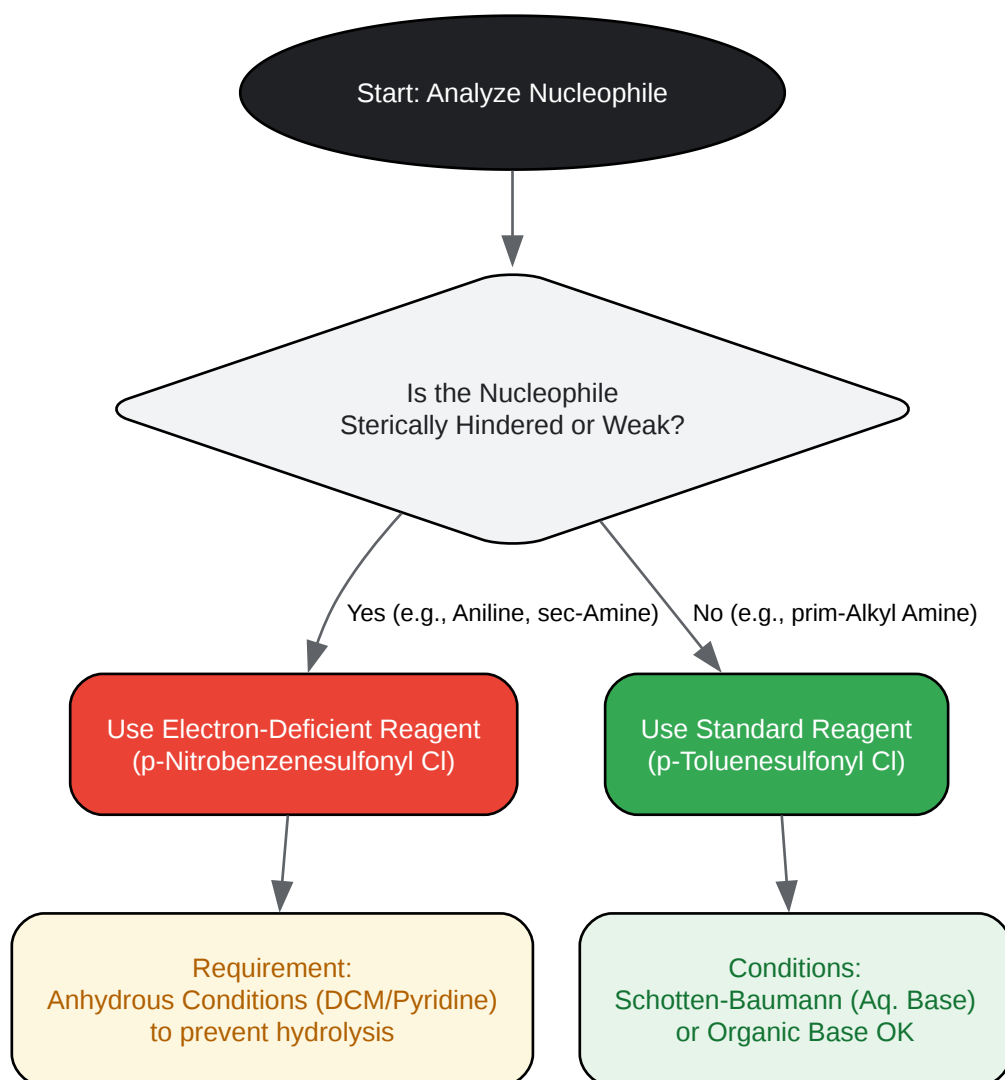 Start: Analyze Nucleophile
Is the Nucleophile
Sterically Hindered or Weak?
Yes (e.g., Aniline, sec-Amine)
No (e.g., prim-Alkyl Amine)
Use Electron-Deficient Reagent
(p-Nitrobenzenesulfonyl Cl)
Use Standard Reagent
(p-Toluenesulfonyl Cl)
Requirement:
Anhydrous Conditions (DCM/Pyridine)
to prevent hydrolysis
Conditions:
Schotten-Baumann (Aq. Base)
or Organic Base OK